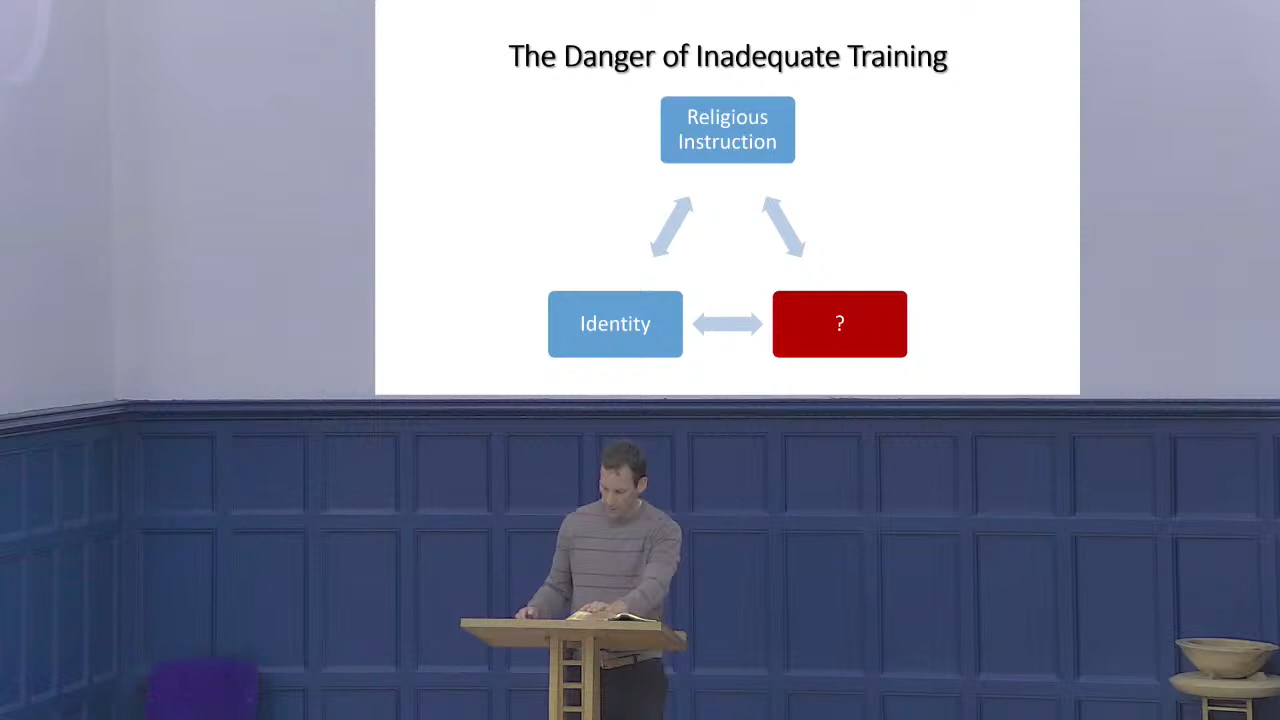 The Danger of Inadequate Training
Religious
Instruction
Identity
?